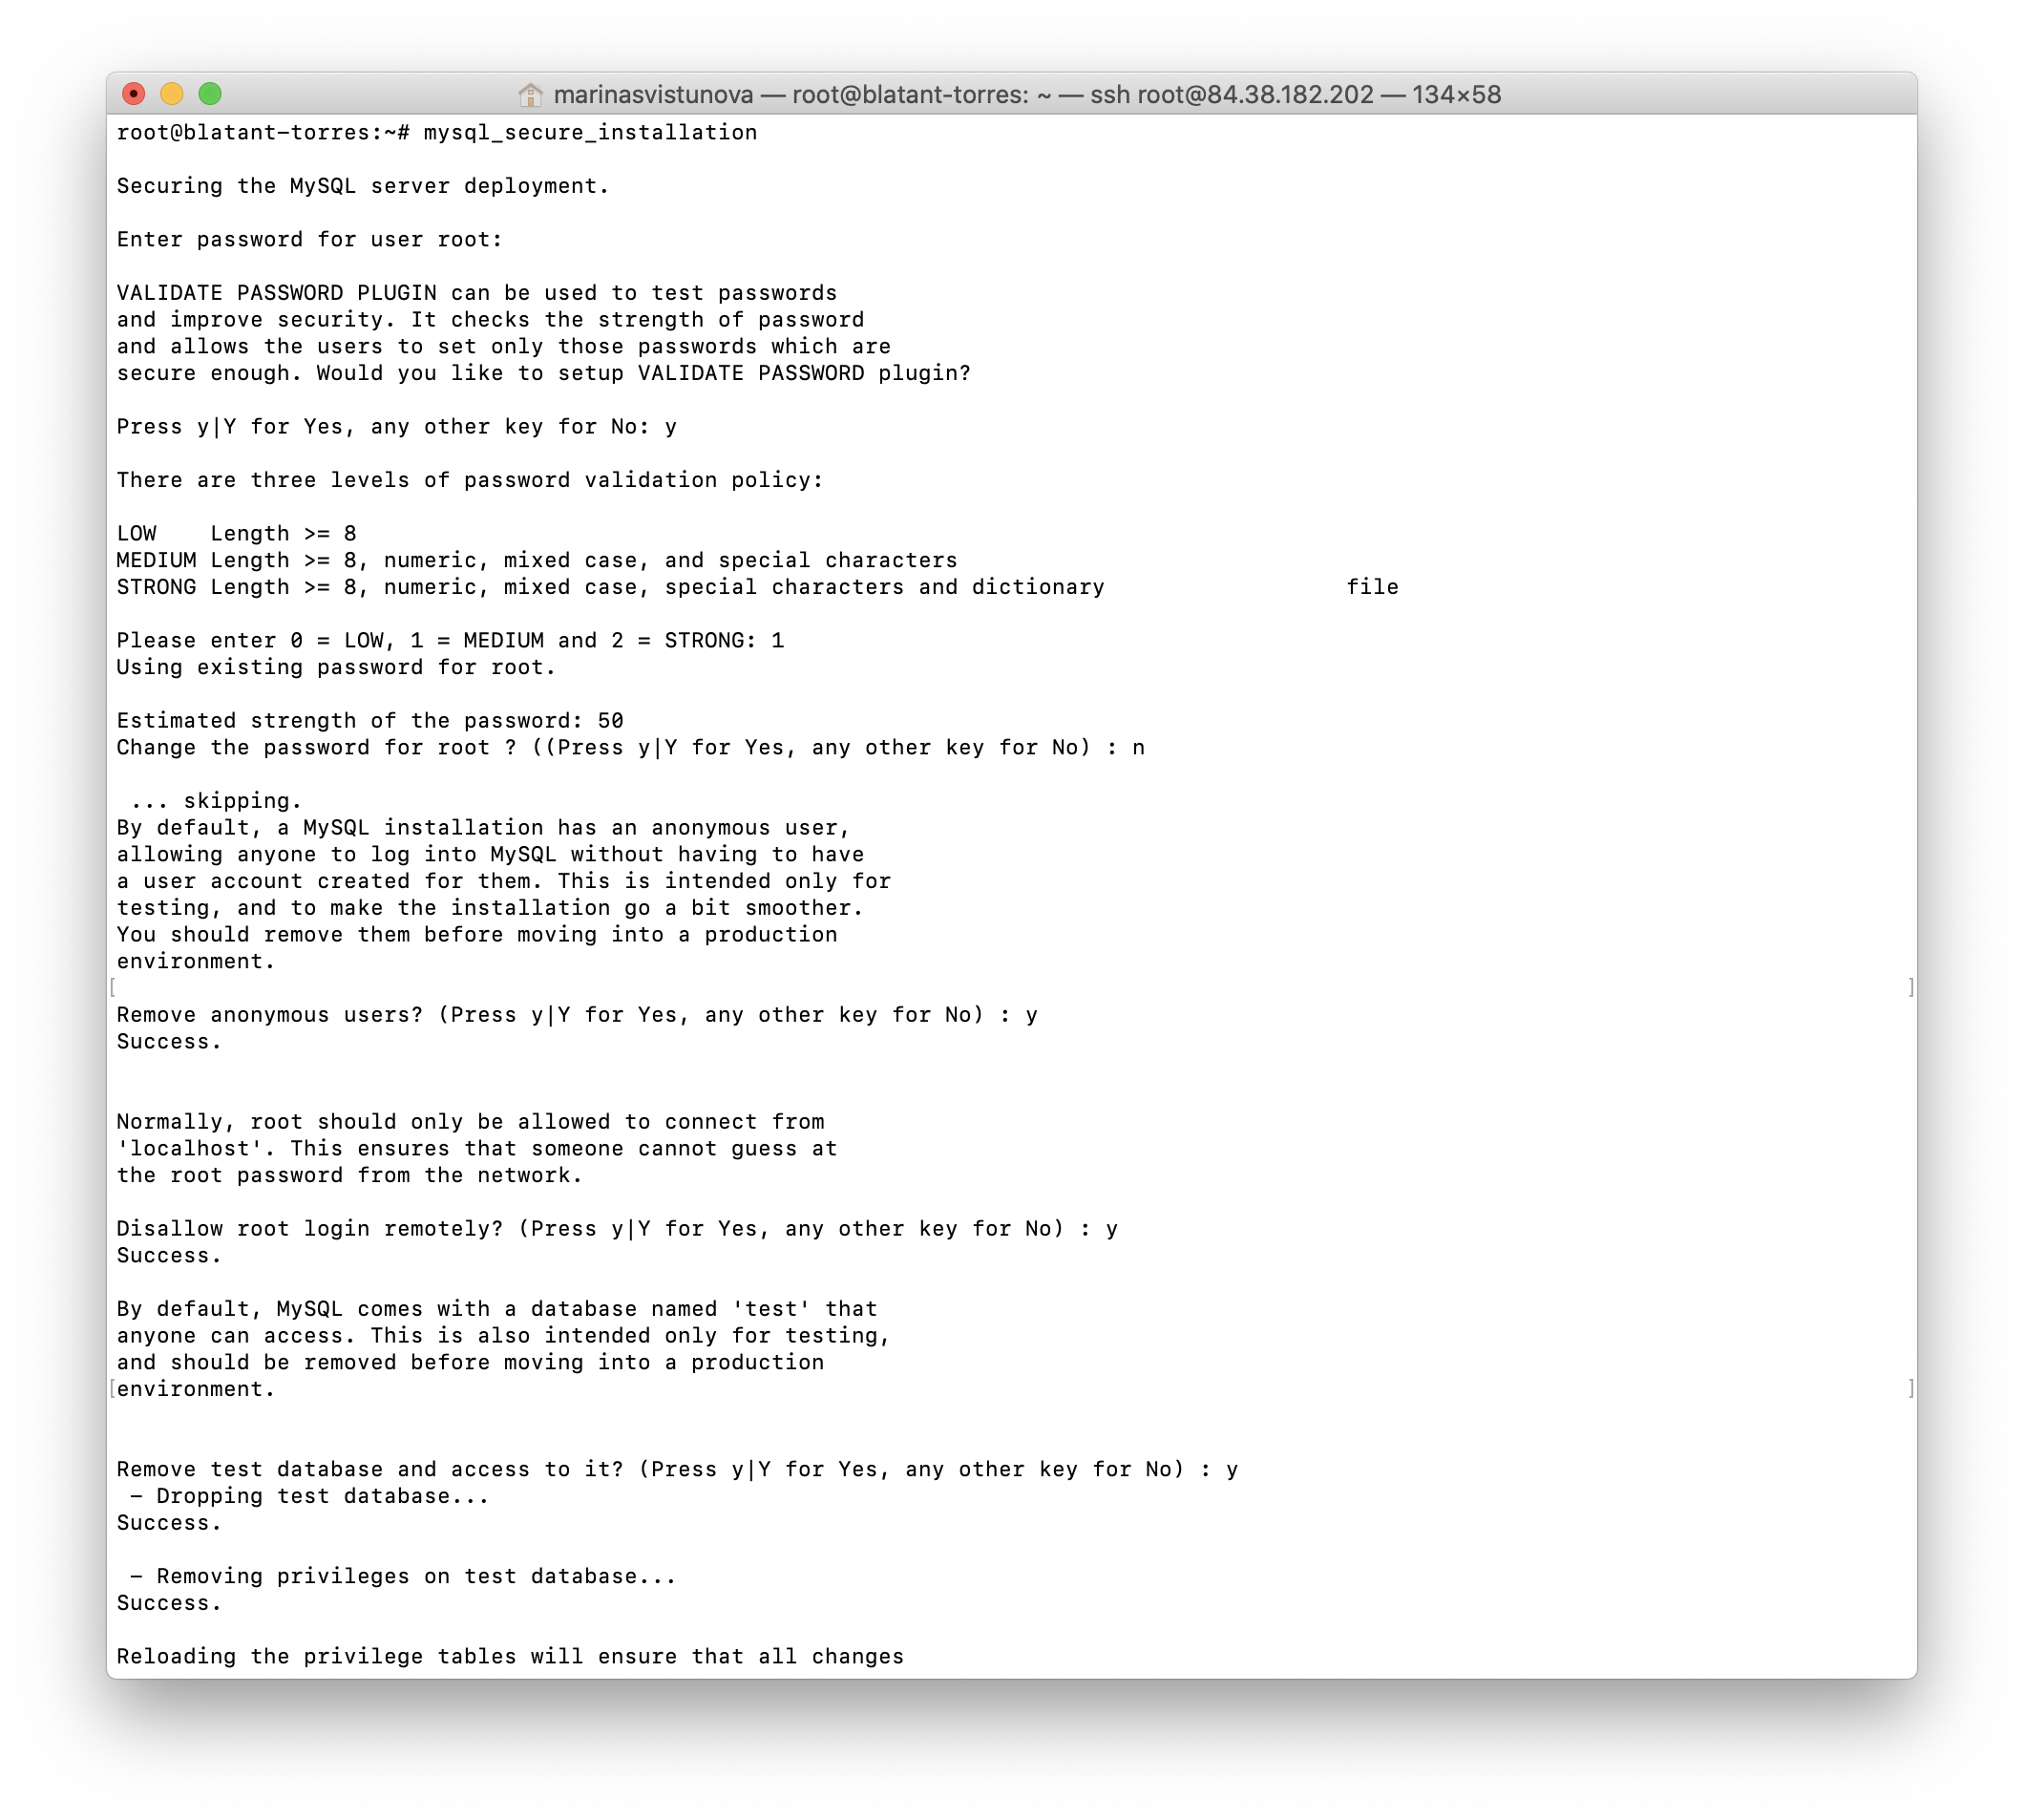 marinasvistunova — root@blatant-torres: ~ — ssh root@84.38.182.202 — 134×58
root@blatant-torres:~# mysql_secure_installation
Securing the MySQL server deployment.
Enter password for user root:
VALIDATE PASSWORD PLUGIN can be used to test passwords
and improve security. It checks the strength of password
and allows the users to set only those passwords which are
secure enough. Would you like to setup VALIDATE PASSWORD plugin?
Press y|Y for Yes, any other key for No: y
There are three levels of password validation policy:
LOW    Length >= 8
MEDIUM Length >= 8, numeric, mixed case, and special characters
STRONG Length >= 8, numeric, mixed case, special characters and dictionary                  file
Please enter 0 = LOW, 1 = MEDIUM and 2 = STRONG: 1
Using existing password for root.
Estimated strength of the password: 50
Change the password for root ? ((Press y|Y for Yes, any other key for No) : n
 ... skipping.
By default, a MySQL installation has an anonymous user,
allowing anyone to log into MySQL without having to have
a user account created for them. This is intended only for
testing, and to make the installation go a bit smoother.
You should remove them before moving into a production
environment.
[ ]
Remove anonymous users? (Press y|Y for Yes, any other key for No) : y
Success.
Normally, root should only be allowed to connect from
'localhost'. This ensures that someone cannot guess at
the root password from the network.
Disallow root login remotely? (Press y|Y for Yes, any other key for No) : y
Success.
By default, MySQL comes with a database named 'test' that
anyone can access. This is also intended only for testing,
and should be removed before moving into a production
[environment. ]
Remove test database and access to it? (Press y|Y for Yes, any other key for No) : y
 – Dropping test database...
Success.
 – Removing privileges on test database...
Success.
Reloading the privilege tables will ensure that all changes